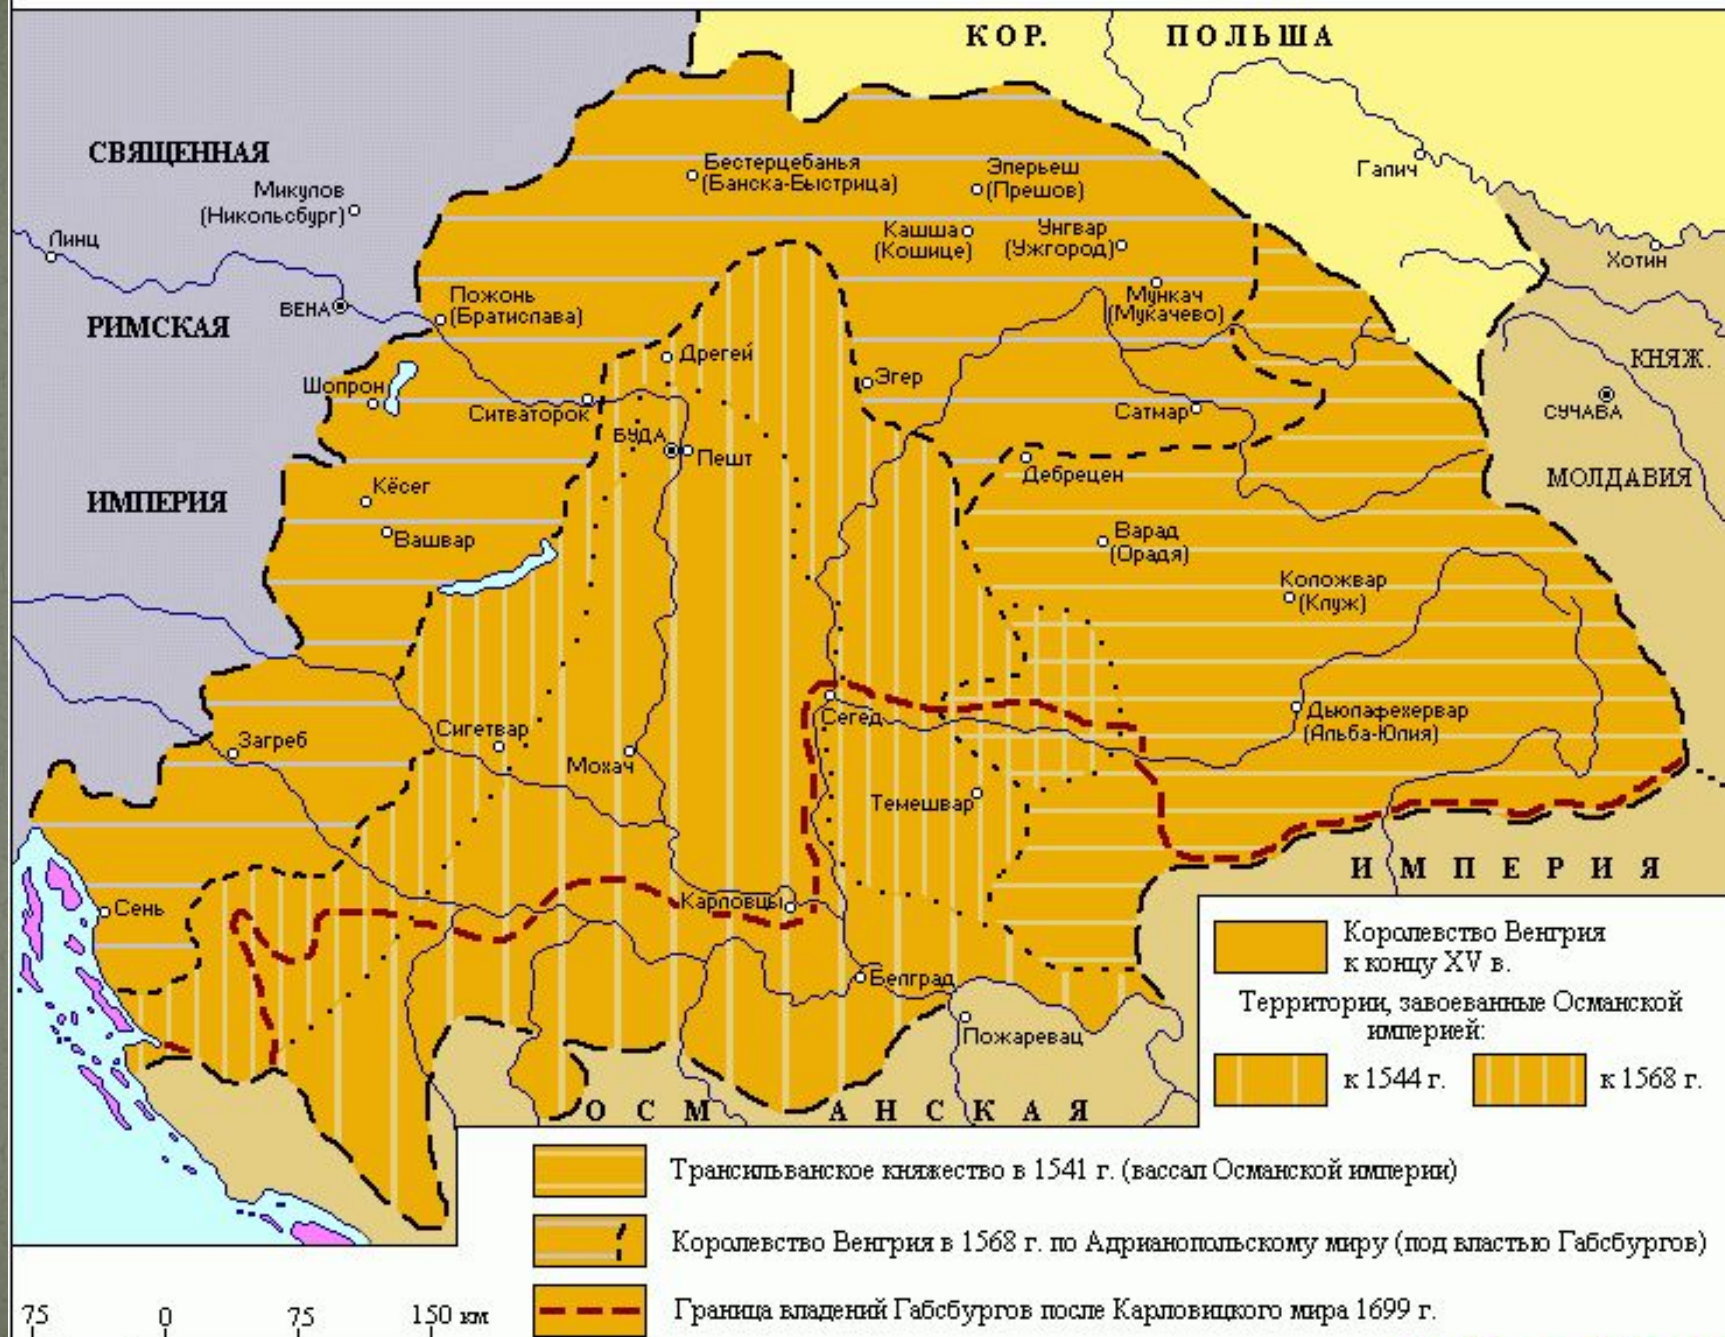 КОР. ПОЛЬША
СВЯЩЕННАЯ
РИМСКАЯ
ИМПЕРИЯ
Микулов
(Никольсбург)
Линц
ВЕНА
Пожонь
(Братислава)
Бестерцебанья
(Банска-Быстрица)
Эперьеш
(Прешов)
Кашша
(Кошице)
Унгвар
(Ужгород)
Мункач
(Мукачево)
Галич
Хотин
КНЯЖ.
СУЧАВА
МОЛДАВИЯ
Шопрон
Ситваторок
Дрегей
Эгер
Сатмар
БУДА
Пешт
Дебрецен
Кёсег
Вашвар
Варад
(Орадя)
Коложвар
(Клуж)
Дьюлафехервар
(Альба-Юлия)
Загреб
Сигетвар
Мохач
Сегед
Темешвар
Сень
Карловцы
Белград
Пожаревац
ОСМАНСКАЯ
ИМПЕРИЯ
Королевство Венгрия
к концу XV в.
Территории, завоеванные Османской
империей:
к 1544 г.
к 1568 г.
Трансильванское княжество в 1541 г. (вассал Османской империи)
Королевство Венгрия в 1568 г. по Адрианопольскому миру (под властью Габсбургов)
Граница владений Габсбургов после Карловицкого мира 1699 г.
75 0 75 150 км